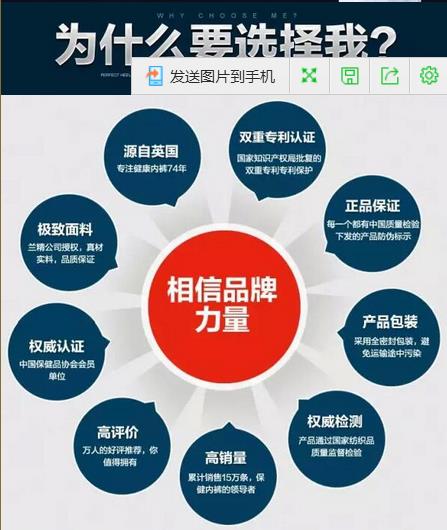 WHY CHOOSE ME?
为什么要选择我?
发送图片到手机
源自英国
专注健康内裤74年
双重专利认证
国家知识产权局批复的
双重专利专利保护
极致面料
兰精公司授权，真材
实料，品质保证
正品保证
每一个都有中国质量检验
下发的产品防伪标示
相信品牌
力量
权威认证
中国保健品协会会员
单位
产品包装
采用全密封包装，避
免运输途中污染
高评价
万人的好评推荐，你
值得拥有
高销量
累计销售15万条，保
健内裤的领导者
权威检测
产品通过国家纺织品
质量监督检验